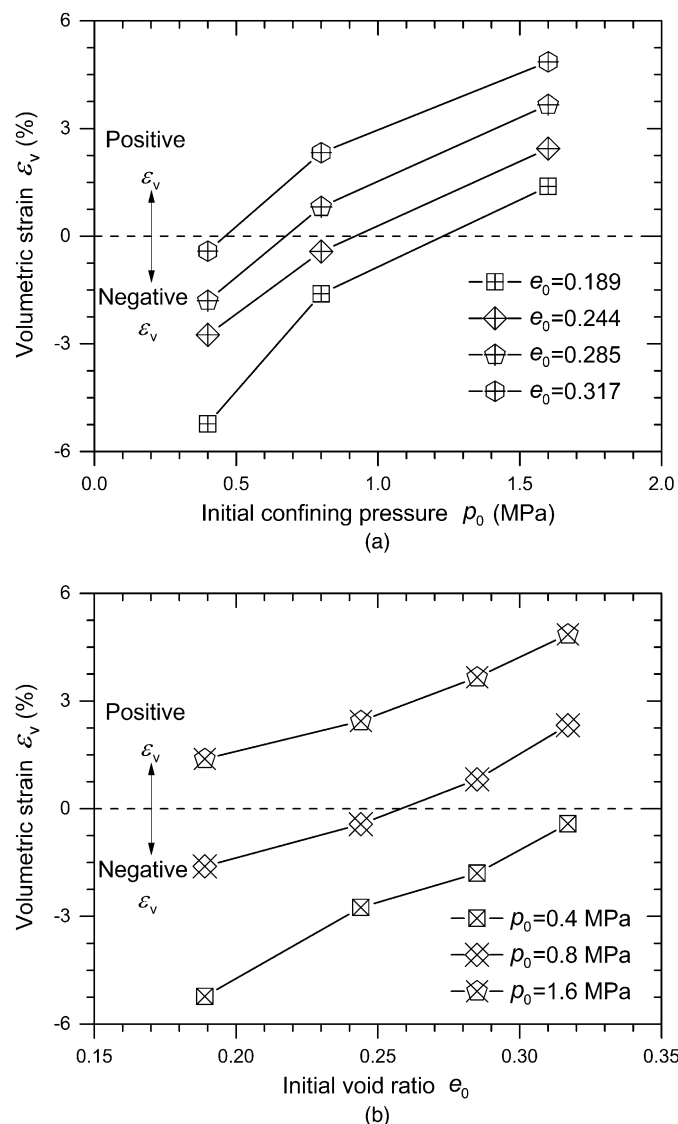 6
3
0
-3
-6
Volumetric strain εv (%)
Positive
εv
Negative
εv
e0=0.189
e0=0.244
e0=0.285
e0=0.317
0.0 0.5 1.0 1.5 2.0
Initial confining pressure p0 (MPa)
(a)
6
3
0
-3
-6
Volumetric strain εv (%)
Positive
εv
Negative
εv
p0=0.4 MPa
p0=0.8 MPa
p0=1.6 MPa
0.15 0.20 0.25 0.30 0.35
Initial void ratio e0
(b)